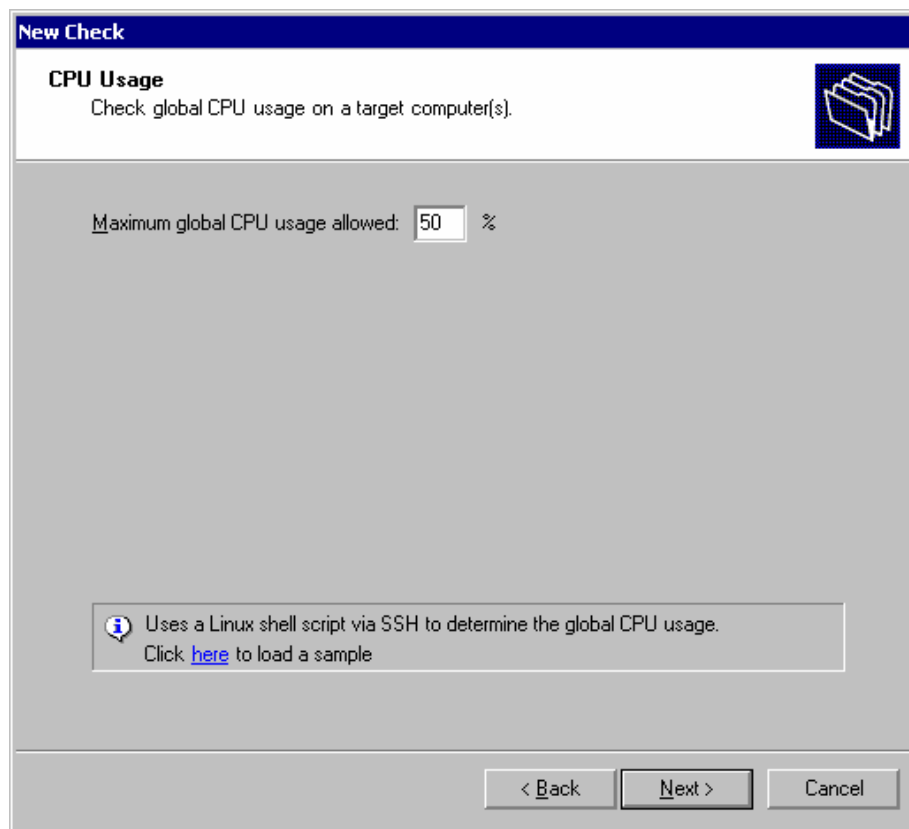 New Check
CPU Usage
Check global CPU usage on a target computer(s).
Maximum global CPU usage allowed: 50 %
Uses a Linux shell script via SSH to determine the global CPU usage.
Click here to load a sample
< Back Next > Cancel